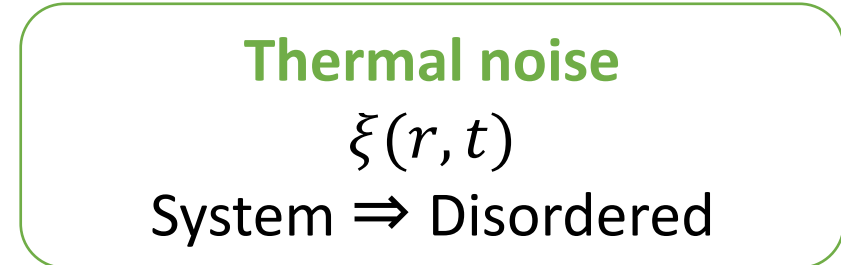 Thermal noise
ξ(r, t)
System ⇒ Disordered